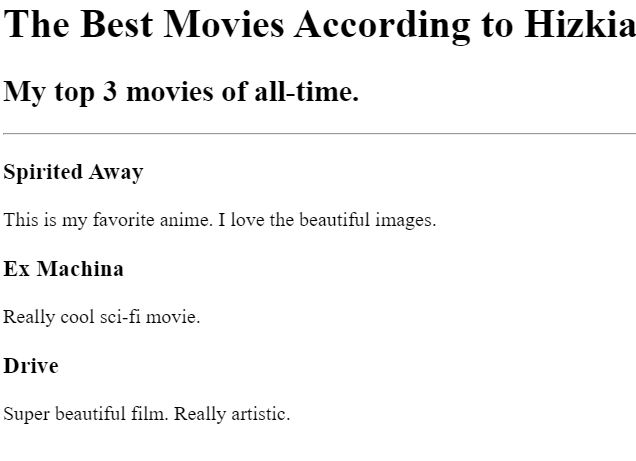 The Best Movies According to Hizkia
My top 3 movies of all-time.
Spirited Away
This is my favorite anime. I love the beautiful images.
Ex Machina
Really cool sci-fi movie.
Drive
Super beautiful film. Really artistic.